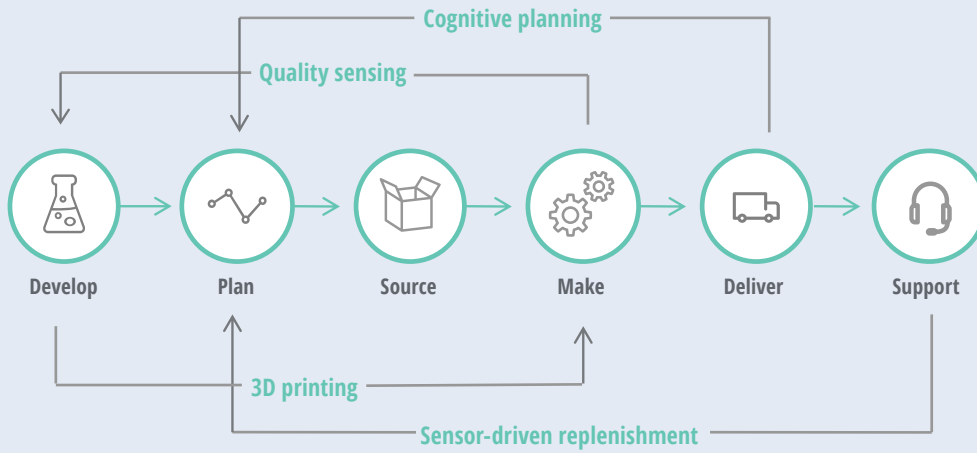 Cognitive planning
Quality sensing
Develop
Plan
Source
Make
Deliver
Support
3D printing
Sensor-driven replenishment